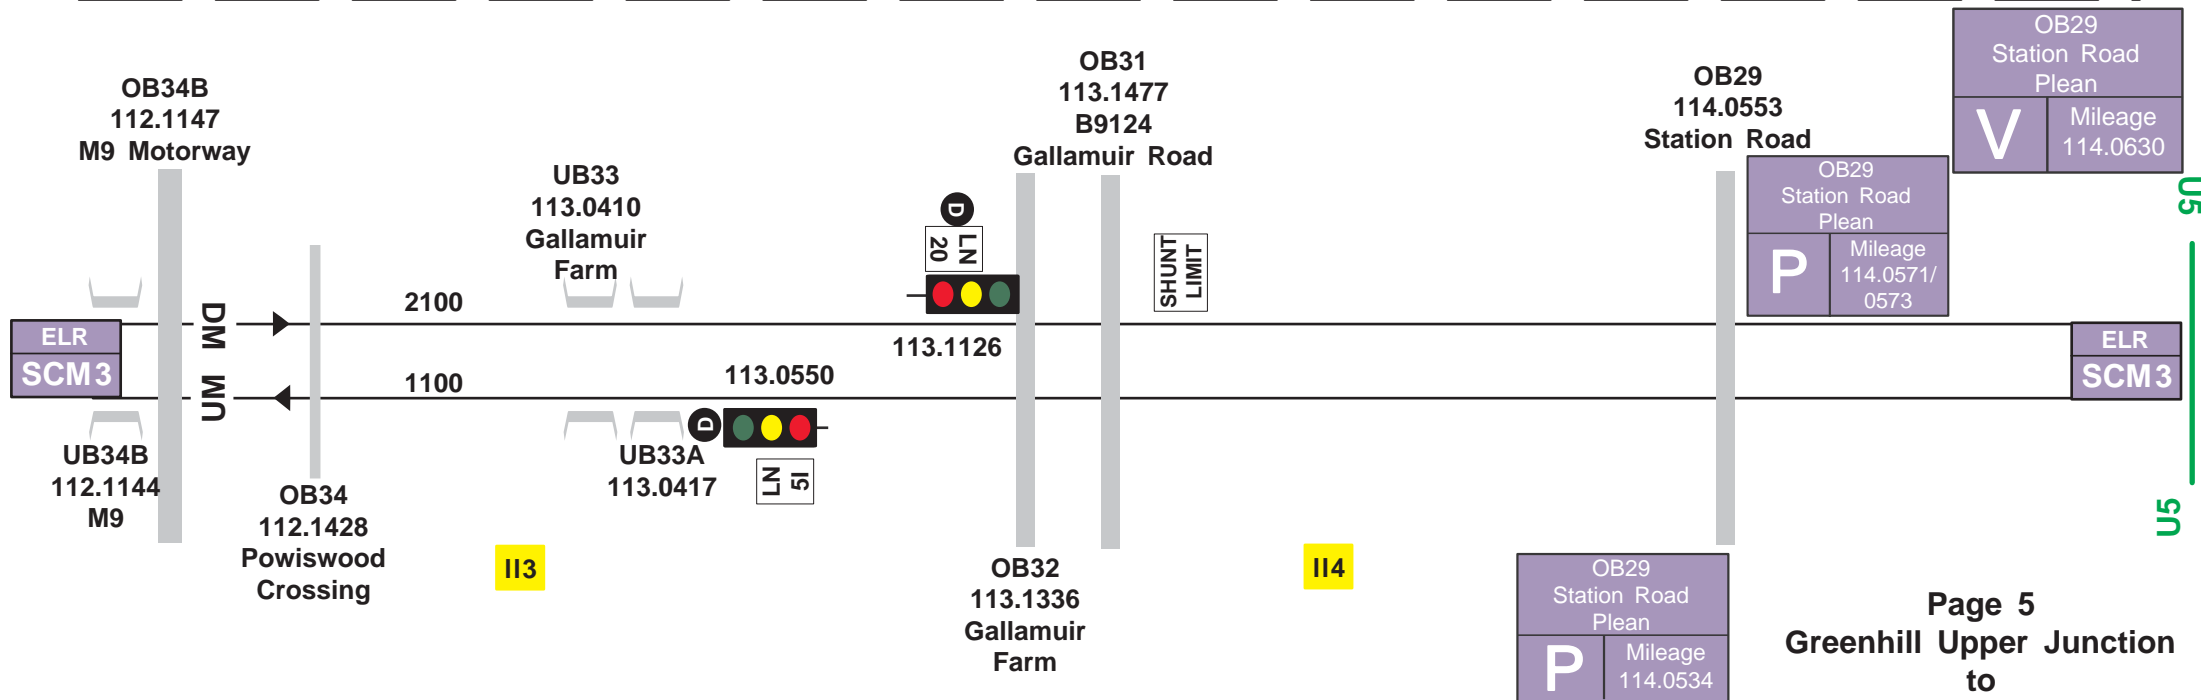 OB34B
112.1147
M9 Motorway
UB33
113.0410
Gallamuir
Farm
OB31
113.1477
B9124
Gallamuir Road
OB29
114.0553
Station Road
OB29
Station Road
Plean
V
Mileage
114.0630
OB29
Station Road
Plean
P
Mileage
114.0571/
0573
U5
D
LN
20
SHUNT
LIMIT
DM
2100
113.1126
ELR
SCM3
UM
1100
113.0550
ELR
SCM3
D
LN
5I
UB34B
112.1144
M9
OB34
112.1428
Powiswood
Crossing
UB33A
113.0417
II3
OB32
113.1336
Gallamuir
Farm
II4
OB29
Station Road
Plean
P
Mileage
114.0534
U5
Page 5
Greenhill Upper Junction
to